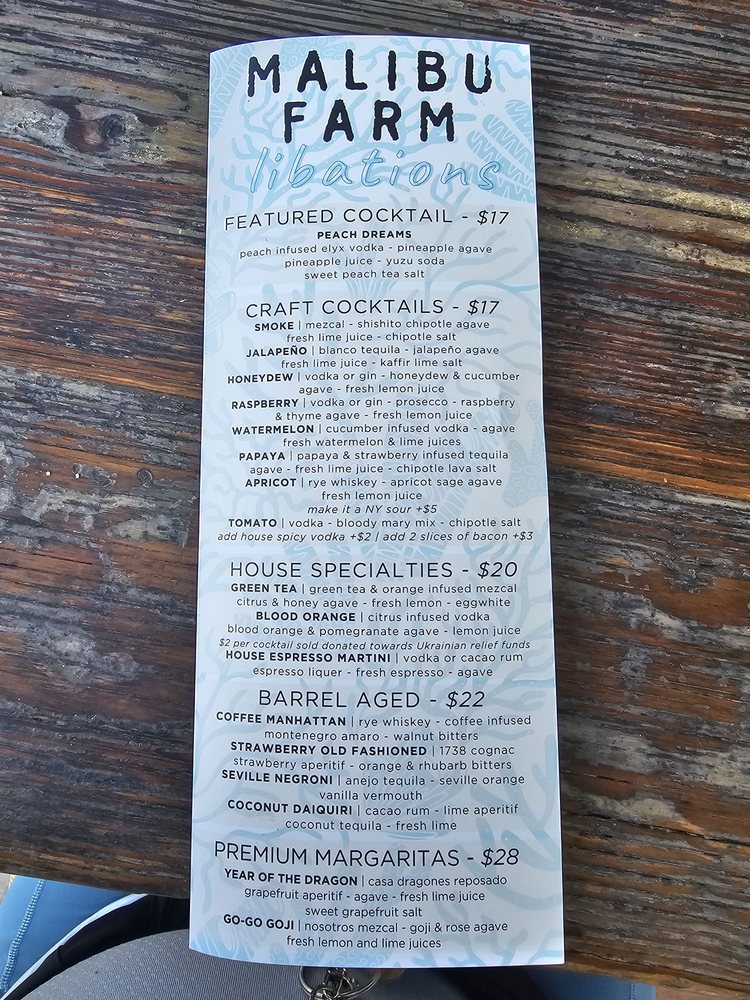 MALIBU
FARM
libations
FEATURED COCKTAIL - $17
PEACH DREAMS
peach infused elyx vodka - pineapple agave
pineapple juice - yuzu soda
sweet peach tea salt
CRAFT COCKTAILS - $17
SMOKE | mezcal - shishito chipotle agave
fresh lime juice - chipotle salt
JALAPEÑO | blanco tequila - jalapeño agave
fresh lime juice - kaffir lime salt
HONEYDEW | vodka or gin - honeydew & cucumber
agave - fresh lemon juice
RASPBERRY | vodka or gin - prosecco - raspberry
& thyme agave - fresh lemon juice
WATERMELON | cucumber infused vodka - agave
fresh watermelon & lime juices
PAPAYA | papaya & strawberry infused tequila
agave - fresh lime juice - chipotle lava salt
APRICOT | rye whiskey - apricot sage agave
fresh lemon juice
make it a NY sour +$5
TOMATO | vodka - bloody mary mix - chipotle salt
add house spicy vodka +$2 | add 2 slices of bacon +$3
HOUSE SPECIALTIES - $20
GREEN TEA | green tea & orange infused mezcal
citrus & honey agave - fresh lemon - eggwhite
BLOOD ORANGE | citrus infused vodka
blood orange & pomegranate agave - lemon juice
$2 per cocktail sold donated towards Ukrainian relief funds
HOUSE ESPRESSO MARTINI | vodka or cacao rum
espresso liquer - fresh espresso - agave
BARREL AGED - $22
COFFEE MANHATTAN | rye whiskey - coffee infused
montenegro amaro - walnut bitters
STRAWBERRY OLD FASHIONED | 1738 cognac
strawberry aperitif - orange & rhubarb bitters
SEVILLE NEGRONI | anejo tequila - seville orange
vanilla vermouth
COCONUT DAIQUIRI | cacao rum - lime aperitif
coconut tequila - fresh lime
PREMIUM MARGARITAS - $28
YEAR OF THE DRAGON | casa dragones reposado
grapefruit aperitif - agave - fresh lime juice
sweet grapefruit salt
GO-GO GOJI | nosotros mezcal - goji & rose agave
fresh lemon and lime juices